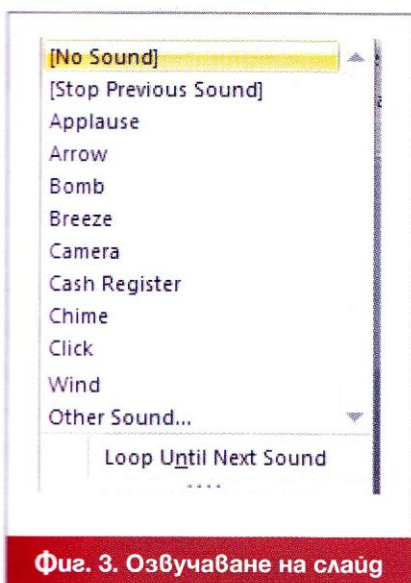 [No Sound]
[Stop Previous Sound]
Applause
Arrow
Bomb
Breeze
Camera
Cash Register
Chime
Click
Wind
Other Sound...
Loop Until Next Sound
Фиг. 3. Озвучаване на слайд